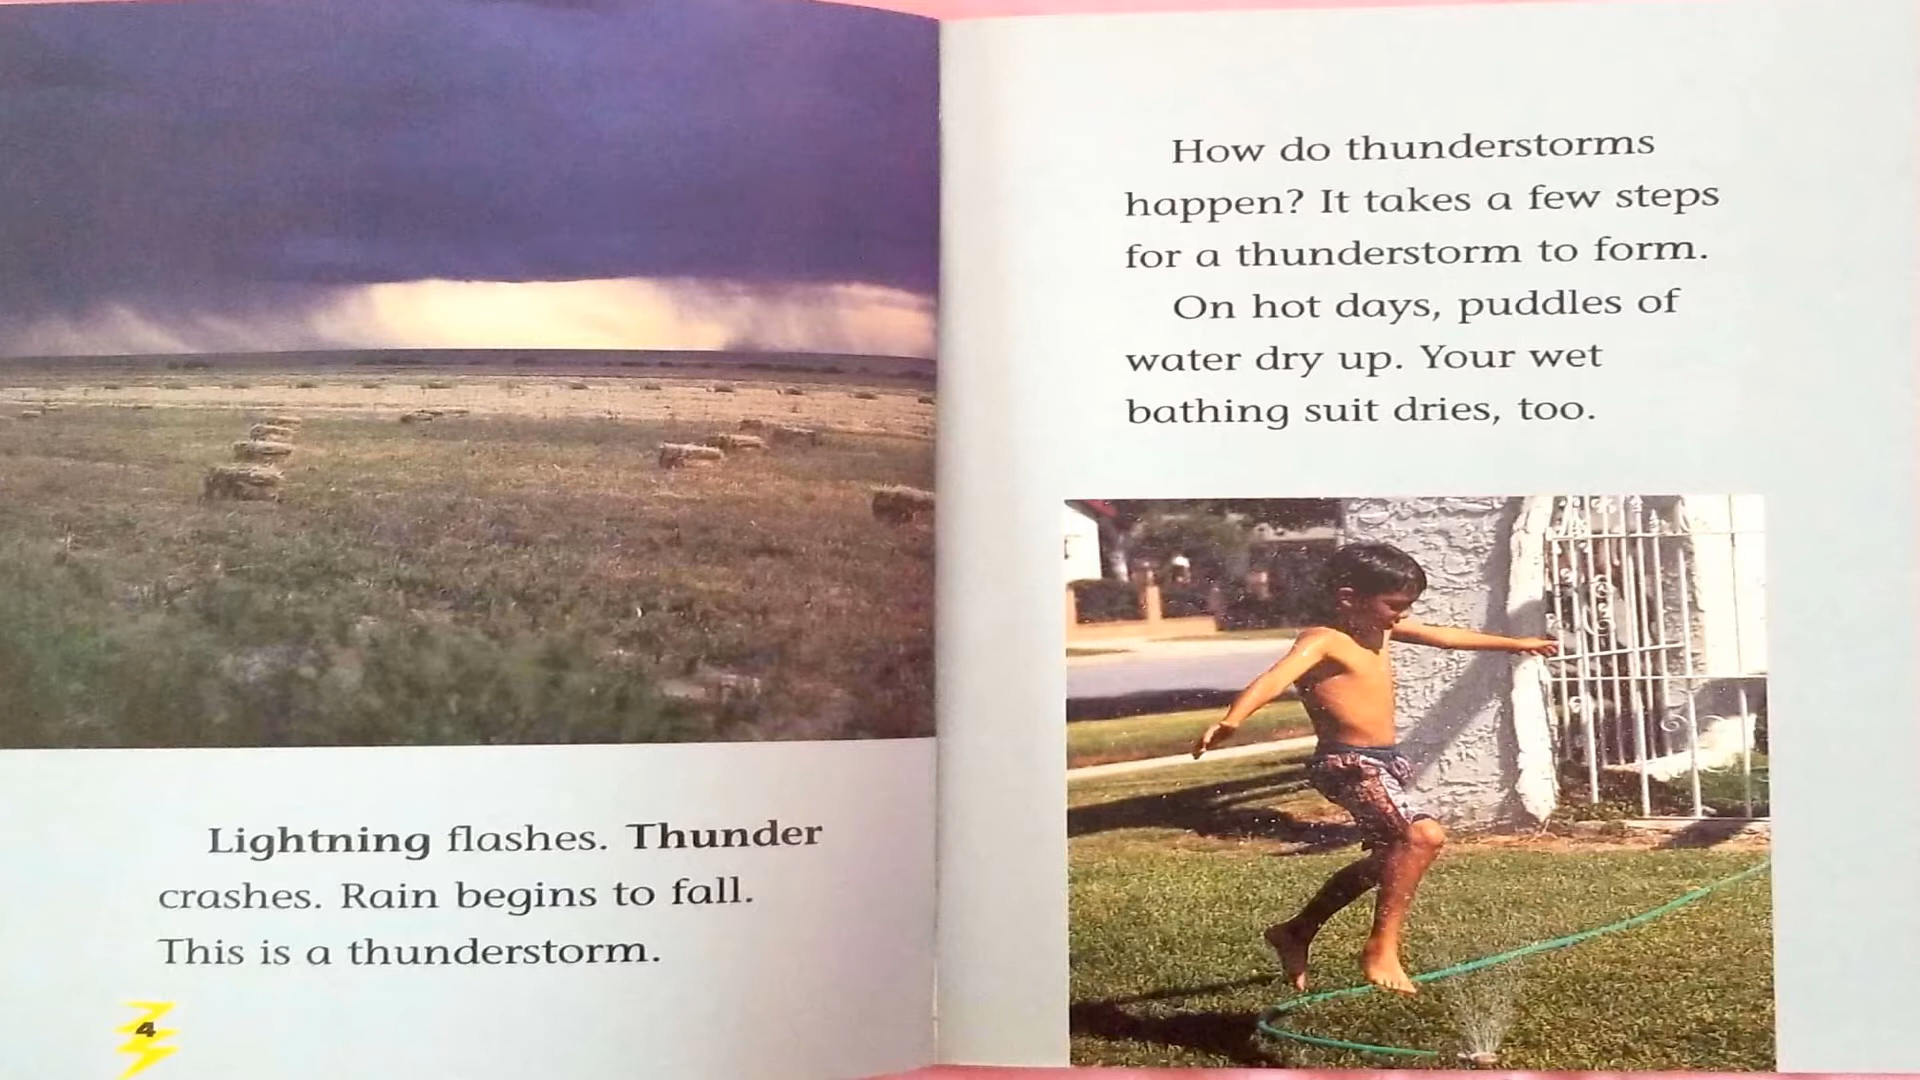 Lightning flashes. Thunder
crashes. Rain begins to fall.
This is a thunderstorm.
4
How do thunderstorms
happen? It takes a few steps
for a thunderstorm to form.
On hot days, puddles of
water dry up. Your wet
bathing suit dries, too.